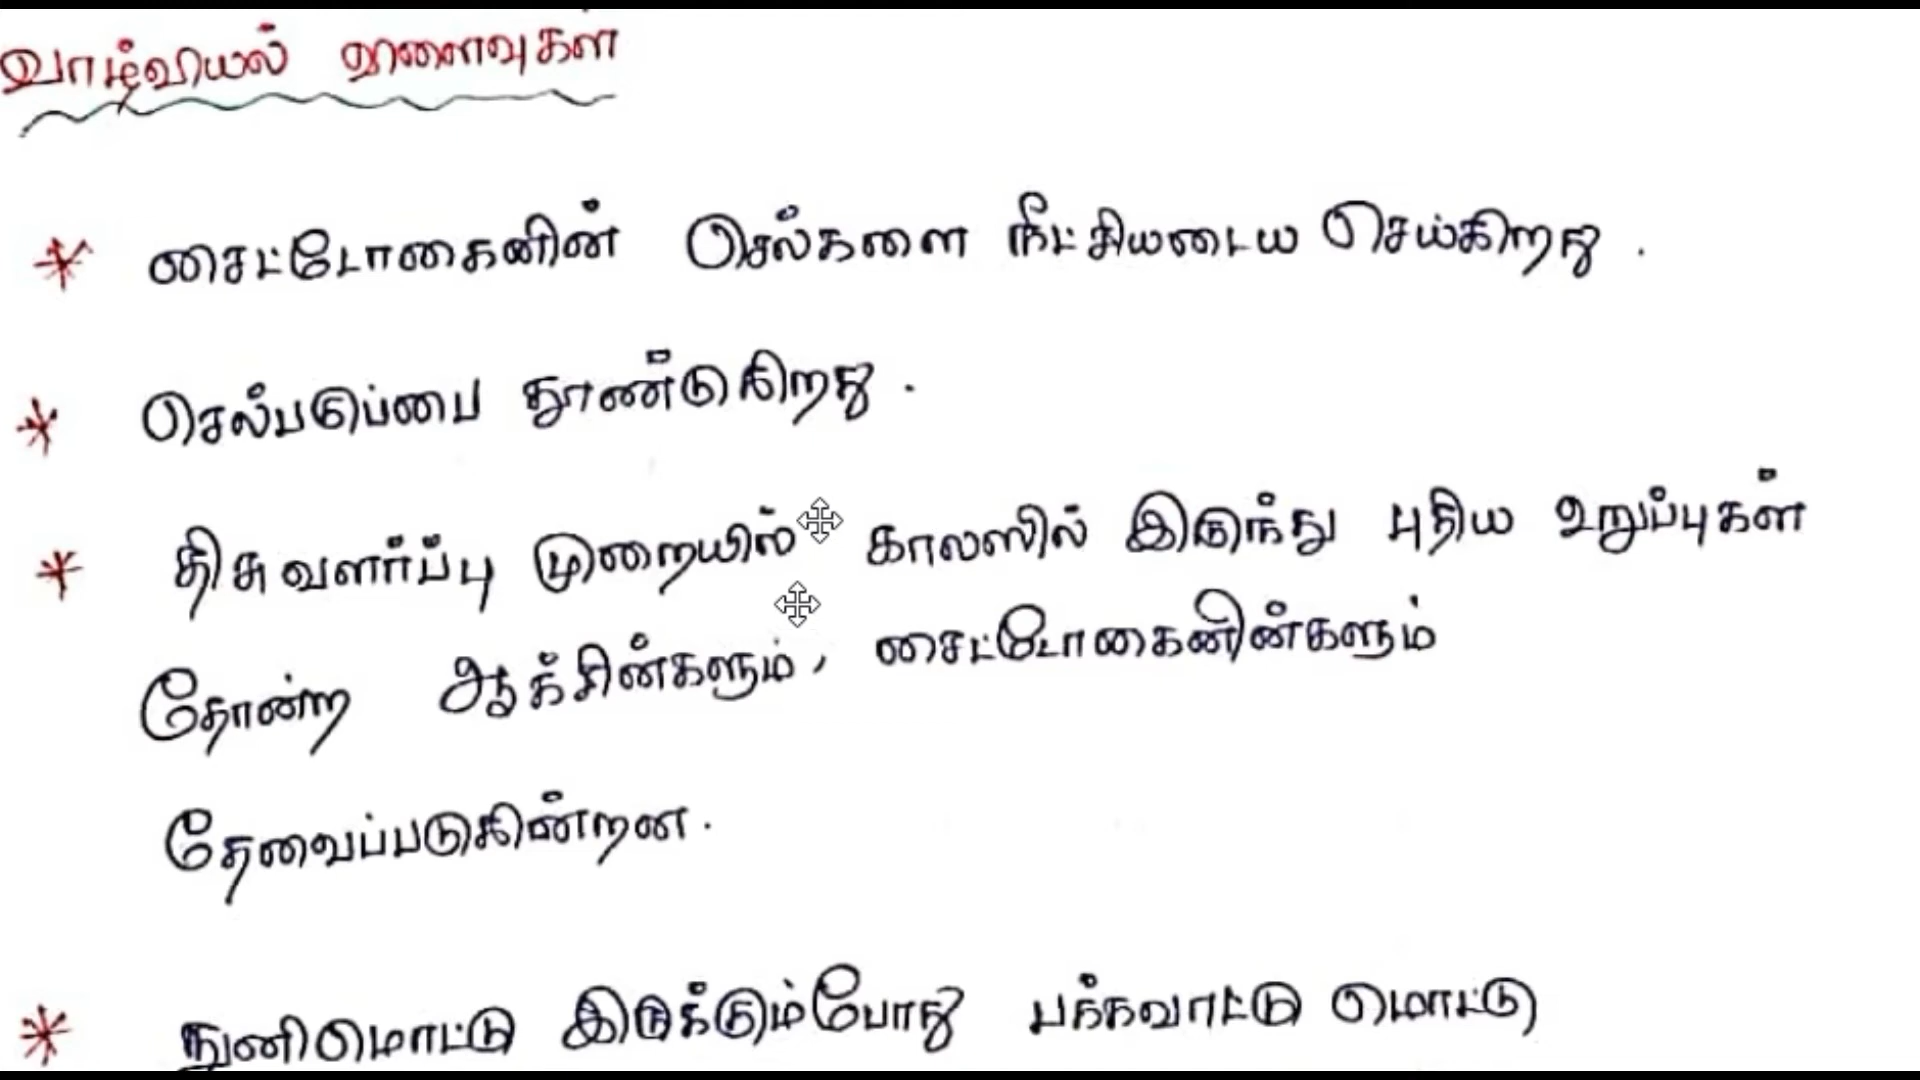 வாழ்வியல் விளைவுகள்
* சைட்டோகைனின் செல்களை நீட்சியடைய செய்கிறது .
* செல்பகுப்பை தூண்டுகிறது .
* திசுவளர்ப்பு முறையில் காலஸில் இருந்து புதிய உறுப்புகள்
தோன்ற ஆக்சின்களும், சைட்டோகைனின்களும்
தேவைப்படுகின்றன.
* நுனிமொட்டு இருக்கும்போது பக்கவாட்டு மொட்டு